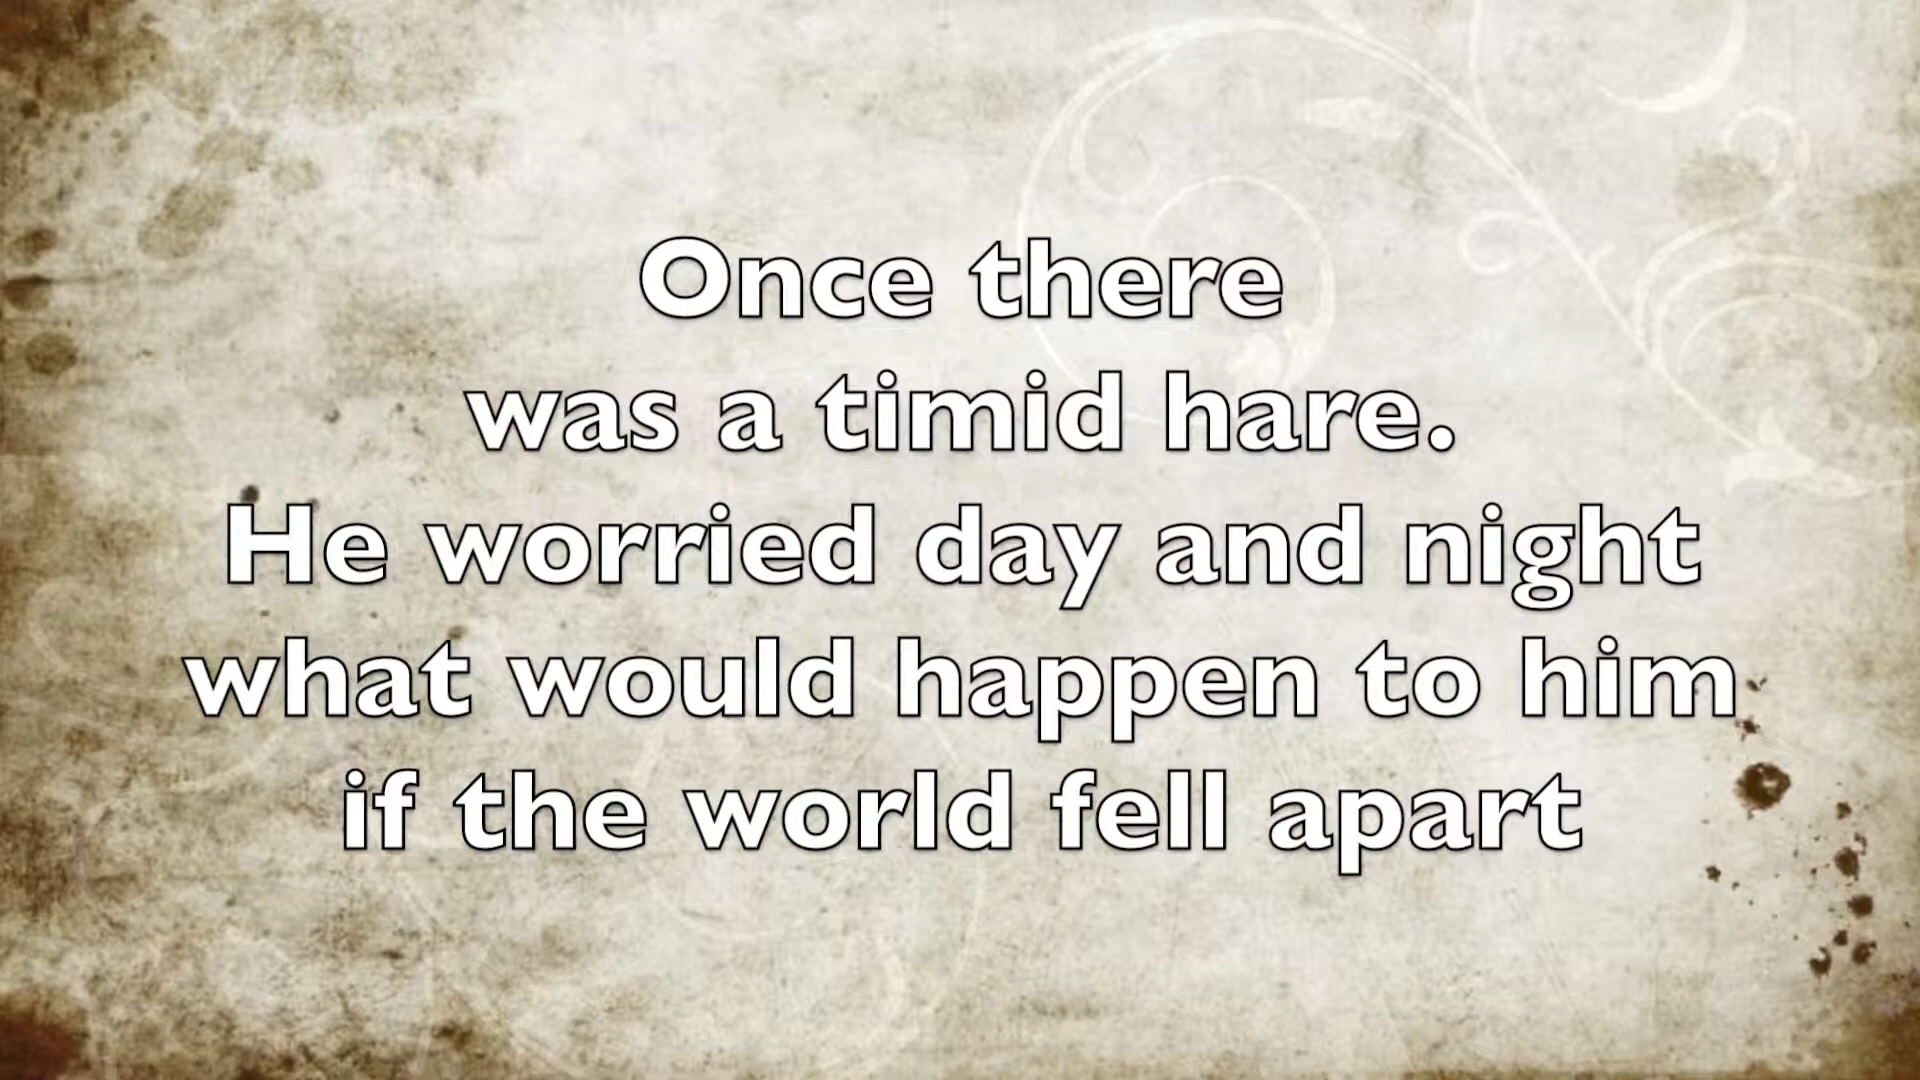 Once there
was a timid hare.
He worried day and night
what would happen to him
if the world fell apart